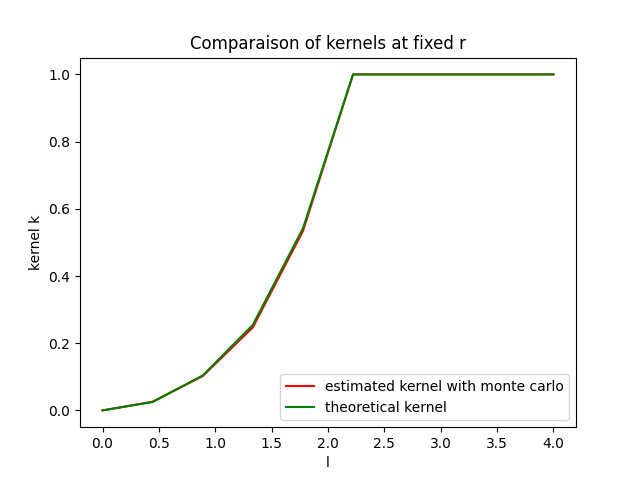 Comparaison of kernels at fixed r
kernel k
1.0
0.8
0.6
0.4
0.2
0.0
estimated kernel with monte carlo
theoretical kernel
0.0 0.5 1.0 1.5 2.0 2.5 3.0 3.5 4.0
l